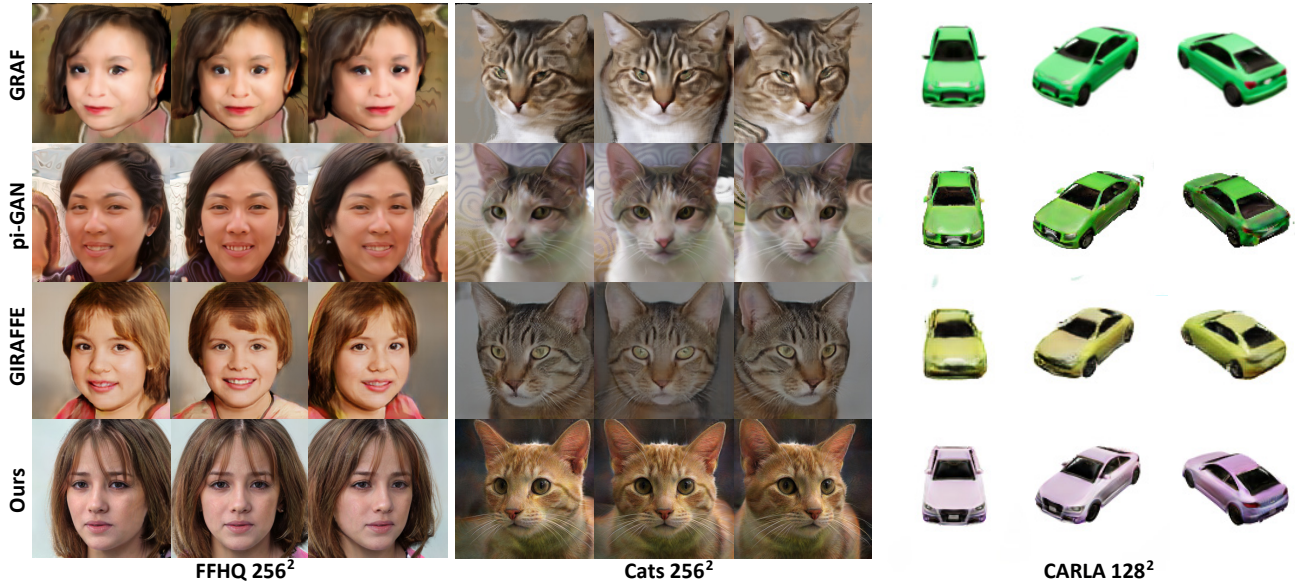 GRAF
pi-GAN
GIRAFFE
Ours
FFHQ 256²
Cats 256²
CARLA 128²